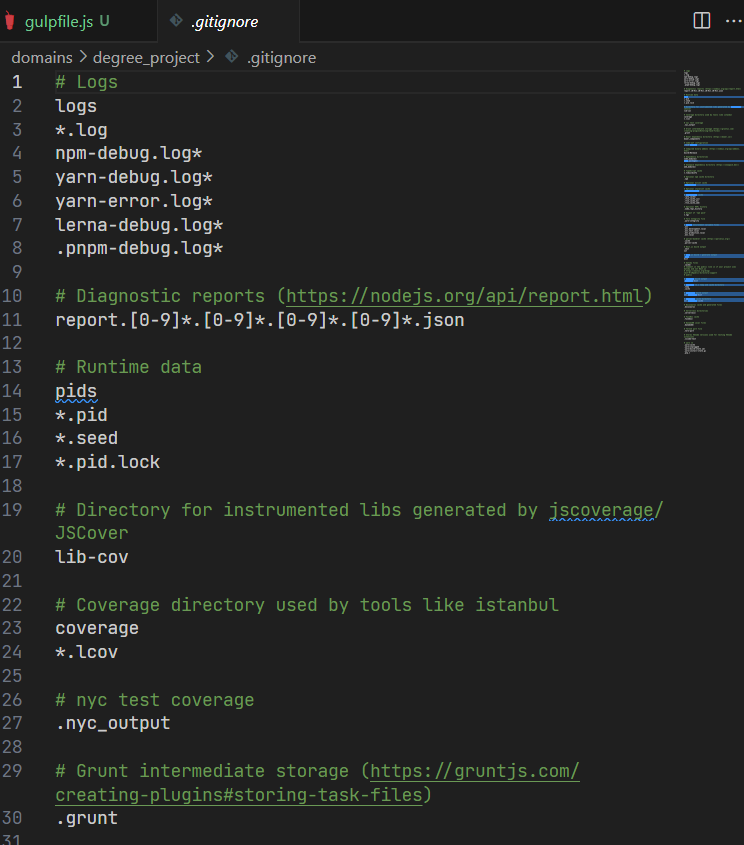 gulpfile.js U
.gitignore
domains > degree_project > .gitignore
1 # Logs
2 logs
3 *.log
4 npm-debug.log*
5 yarn-debug.log*
6 yarn-error.log*
7 lerna-debug.log*
8 .pnpm-debug.log*
9
10 # Diagnostic reports (https://nodejs.org/api/report.html)
11 report.[0-9]*.[0-9]*.[0-9]*.[0-9]*.json
12
13 # Runtime data
14 pids
15 *.pid
16 *.seed
17 *.pid.lock
18
19 # Directory for instrumented libs generated by jscoverage/
JSCover
20 lib-cov
21
22 # Coverage directory used by tools like istanbul
23 coverage
24 *.lcov
25
26 # nyc test coverage
27 .nyc_output
28
29 # Grunt intermediate storage (https://gruntjs.com/
creating-plugins#storing-task-files)
30 .grunt
31